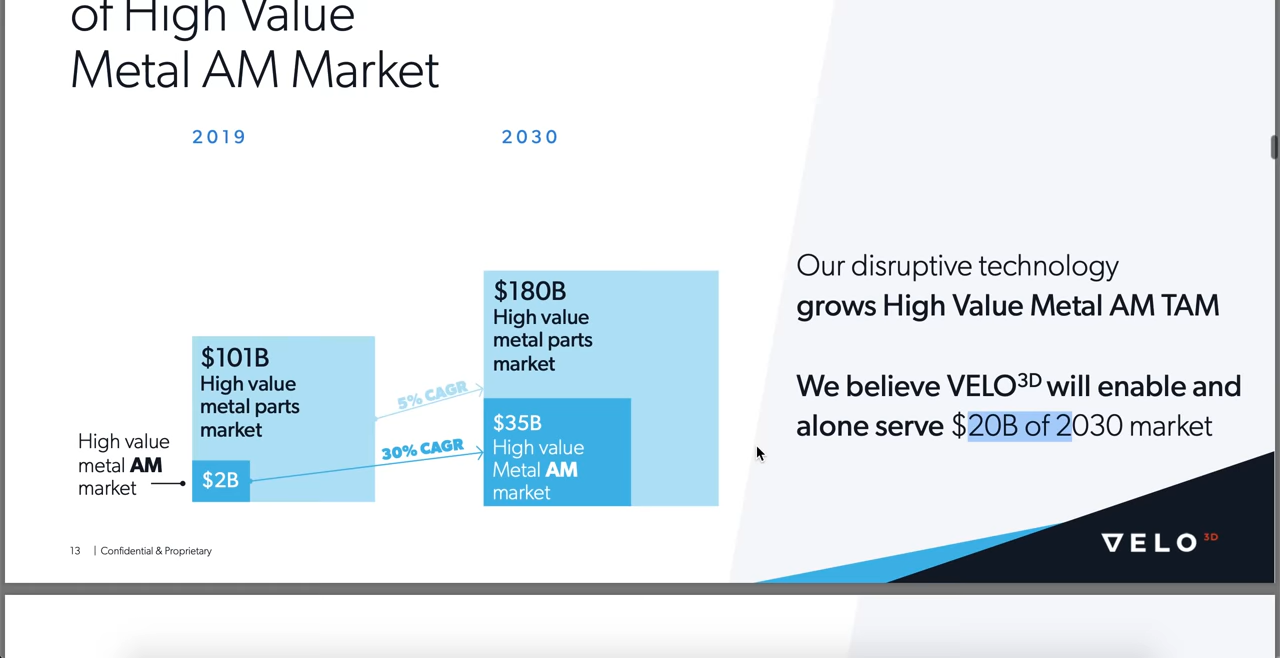 of High Value
Metal AM Market
2019
2030
$101B
High value
metal parts
market
High value
metal AM
market
$2B
5% CAGR
30% CAGR
$180B
High value
metal parts
market
$35B
High value
Metal AM
market
Our disruptive technology
grows High Value Metal AM TAM
We believe VELO3D will enable and
alone serve $20B of 2030 market
13 | Confidential & Proprietary
VELO 3D